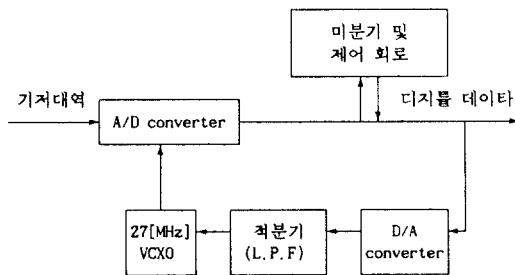 미분기 및
제어 회로
기저대역
디지틀 데이타
A/D converter
27[MHz]
VCXO
적분기
(L.P.F)
D/A
converter